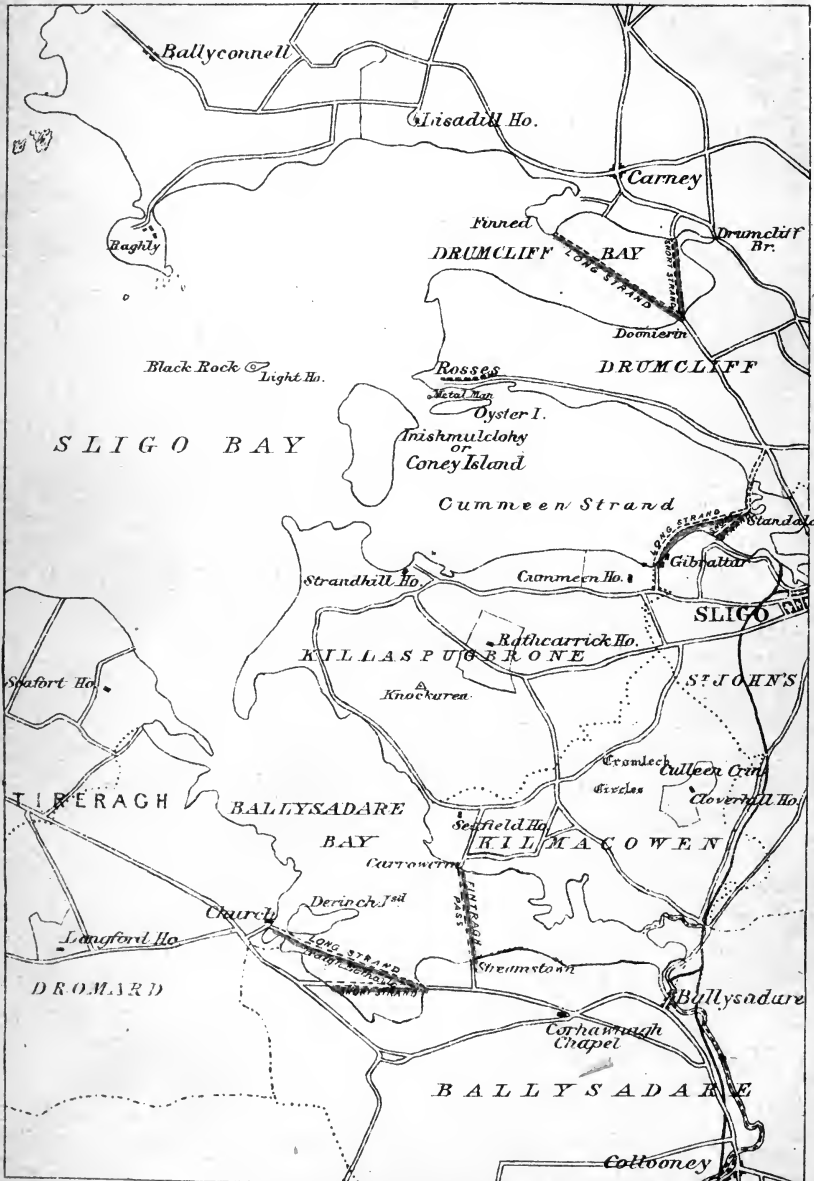 Ballyconnell
Lisadill Ho.
Carney
Finned
Raghly
Drumcliff
Br.
DRUMCLIFF BAY
LONG STRAND
SHORT STRAND
Doonierin
DRUMCLIFF
Black Rock
Light Ho.
Rosses
Metal Man
Oyster I.
Inishmulclohy
or
Coney Island
SLIGO BAY
Cummeen Strand
LONG STRAND
Standal
Gibraltar
Strandhill Ho.
Cummeen Ho.
SLIGO
Rathcarrick Ho.
KILLASPUGBRONE
ST. JOHN'S
Seafort Ho.
Knockarea
Cromlech
Circles
Culleen Crin
Cloverhill Ho.
TIRERAGH
BALLYSADARE
BAY
Seafield Ho.
KILMACOWEN
Carrowerin
FINTRAGH
PASS
Derinch Isd
Church
LONG STRAND
SHORT STRAND
Langford Ho.
Streamstown
DROMARD
Ballysadare
Corhawnagh
Chapel
BALLYSADARE
Collooney